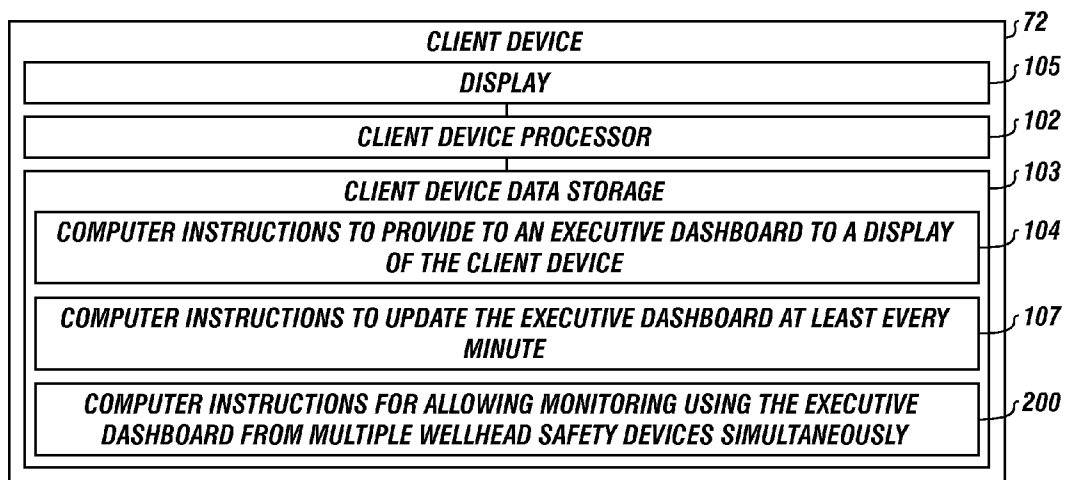 CLIENT DEVICE
72
DISPLAY
105
CLIENT DEVICE PROCESSOR
102
CLIENT DEVICE DATA STORAGE
103
COMPUTER INSTRUCTIONS TO PROVIDE TO AN EXECUTIVE DASHBOARD TO A DISPLAY
OF THE CLIENT DEVICE
104
COMPUTER INSTRUCTIONS TO UPDATE THE EXECUTIVE DASHBOARD AT LEAST EVERY
MINUTE
107
COMPUTER INSTRUCTIONS FOR ALLOWING MONITORING USING THE EXECUTIVE
DASHBOARD FROM MULTIPLE WELLHEAD SAFETY DEVICES SIMULTANEOUSLY
200